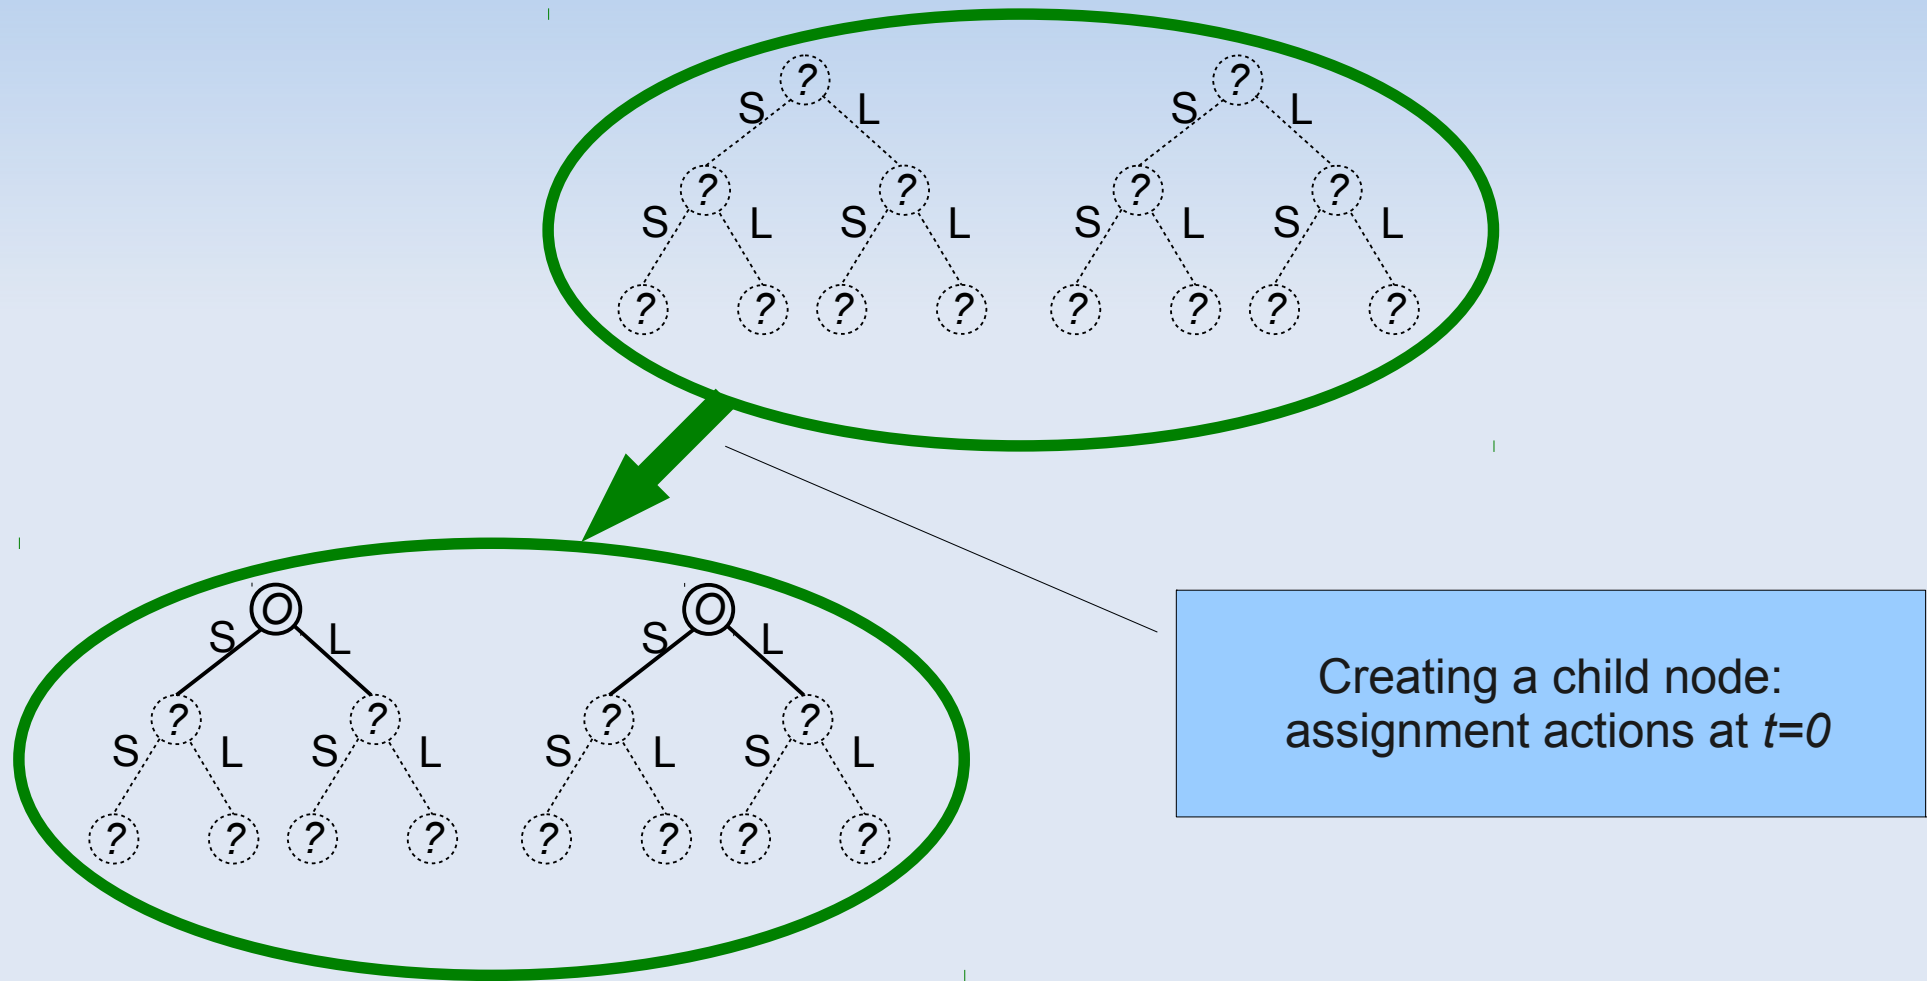 ? ?
S L S L
? ? ? ?
S L S L S L S L
? ? ? ? ? ? ? ?
O O
S L S L
? ? ? ?
S L S L S L S L
? ? ? ? ? ? ? ?
Creating a child node:
assignment actions at t=0